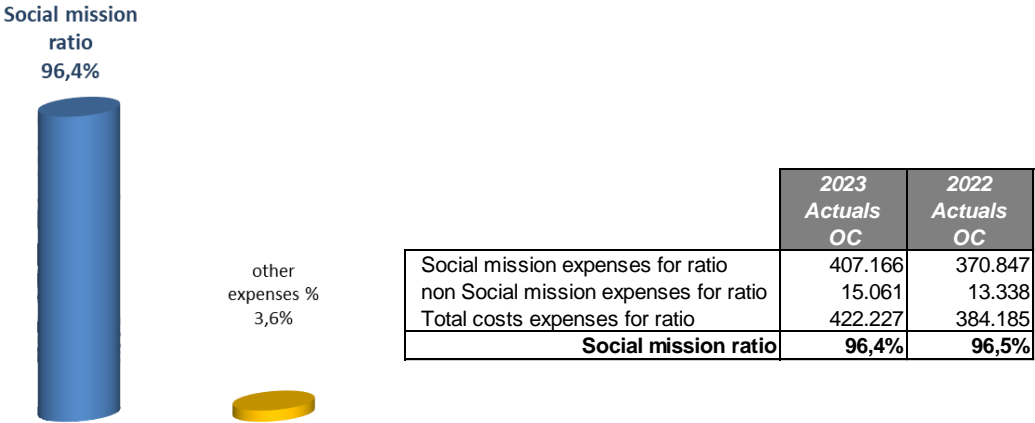 Social mission
ratio
96,4%
other
expenses %
3,6%
2023 2022
Actuals Actuals
OC OC
Social mission expenses for ratio 407.166 370.847
non Social mission expenses for ratio 15.061 13.338
Total costs expenses for ratio 422.227 384.185
Social mission ratio 96,4% 96,5%